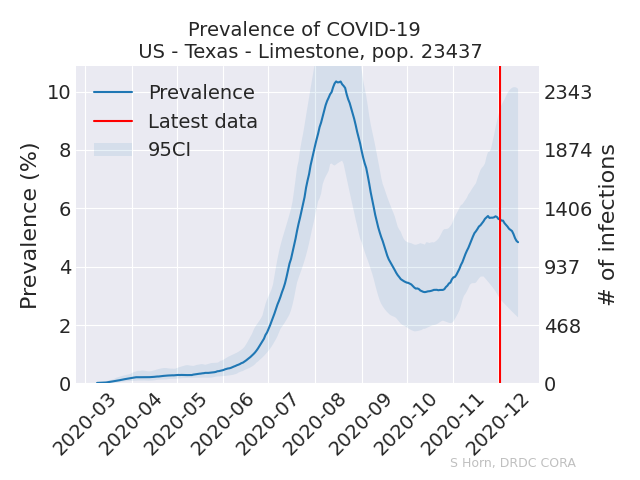 Prevalence of COVID-19
US - Texas - Limestone, pop. 23437
Prevalence
Latest data
95CI
Prevalence (%)
10
8
6
4
2
0
2343
1874
1406
937
468
0
# of infections
2020-03
2020-04
2020-05
2020-06
2020-07
2020-08
2020-09
2020-10
2020-11
2020-12
S Horn, DRDC CORA